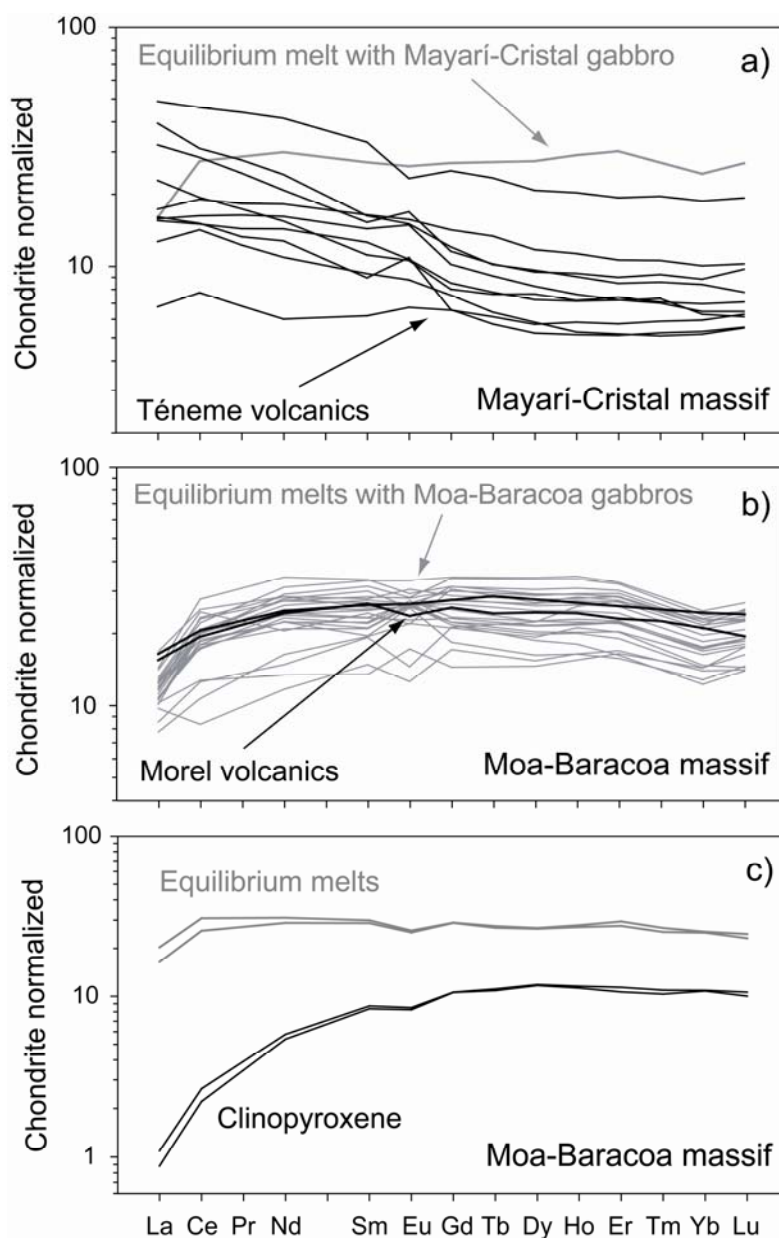 100
Equilibrium melt with Mayarí-Cristal gabbro
a)
Chondrite normalized
10
Téneme volcanics
Mayarí-Cristal massif
100
Equilibrium melts with Moa-Baracoa gabbros
b)
Chondrite normalized
10
Morel volcanics
Moa-Baracoa massif
100
c)
Equilibrium melts
Chondrite normalized
10
Clinopyroxene
1
Moa-Baracoa massif
La Ce Pr Nd Sm Eu Gd Tb Dy Ho Er Tm Yb Lu